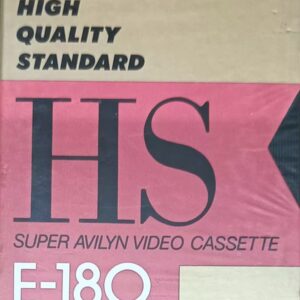 HIGH
QUALITY
STANDARD
HS
SUPER AVILYN VIDEO CASSETTE
E-180